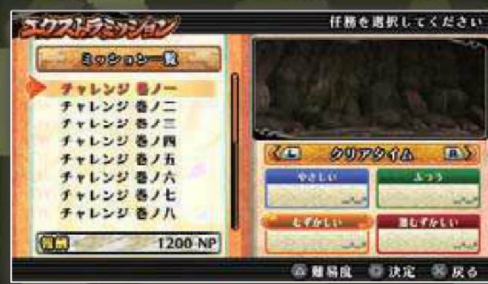 エクストラミッション
任務を選択してください
ミッション一覧
チャレンジ 巻ノ一
チャレンジ 巻ノ二
チャレンジ 巻ノ三
チャレンジ 巻ノ四
チャレンジ 巻ノ五
チャレンジ 巻ノ六
チャレンジ 巻ノ七
チャレンジ 巻ノ八
報酬 1200 NP
L クリアタイム R
やさしい ふつう
むずかしい 激むずかしい
難易度 決定 戻る